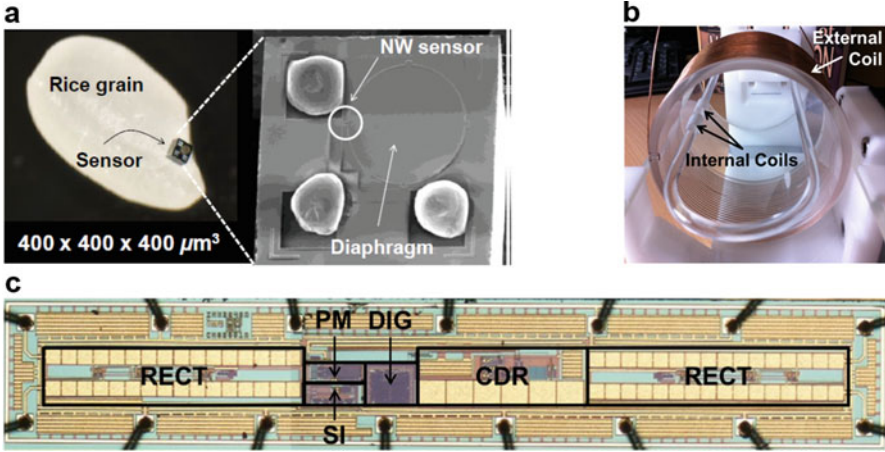 a
Rice grain
Sensor
400 x 400 x 400 µm³
NW sensor
Diaphragm
b
External
Coil
Internal Coils
c
RECT
PM
DIG
SI
CDR
RECT